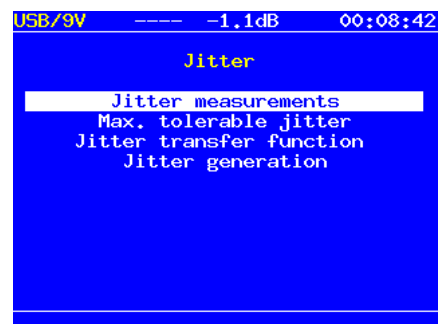 USB/9V ---- -1.1dB 00:08:42
Jitter
Jitter measurements
Max. tolerable jitter
Jitter transfer function
Jitter generation